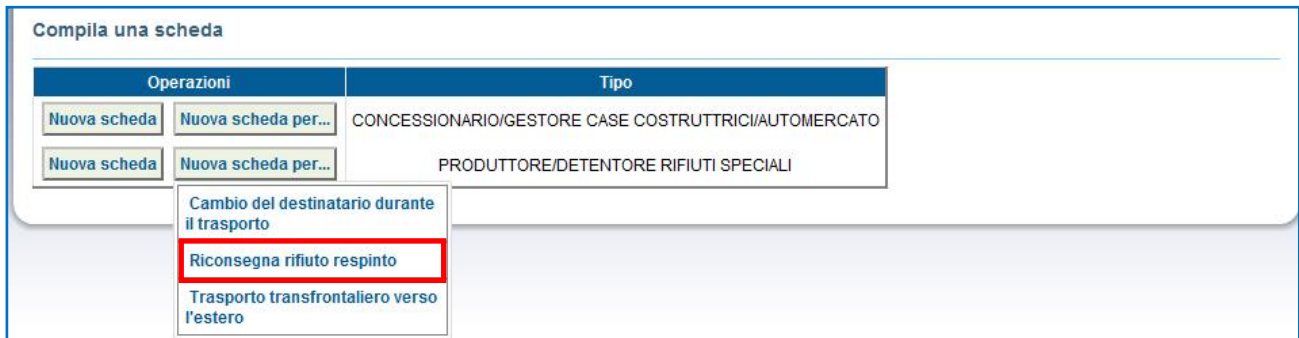 Compila una scheda
Operazioni Tipo
Nuova scheda Nuova scheda per... CONCESSIONARIO/GESTORE CASE COSTRUTTRICI/AUTOMERCATO
Nuova scheda Nuova scheda per... PRODUTTORE/DETENTORE RIFIUTI SPECIALI
Cambio del destinatario durante
il trasporto
Riconsegna rifiuto respinto
Trasporto transfrontaliero verso
l'estero